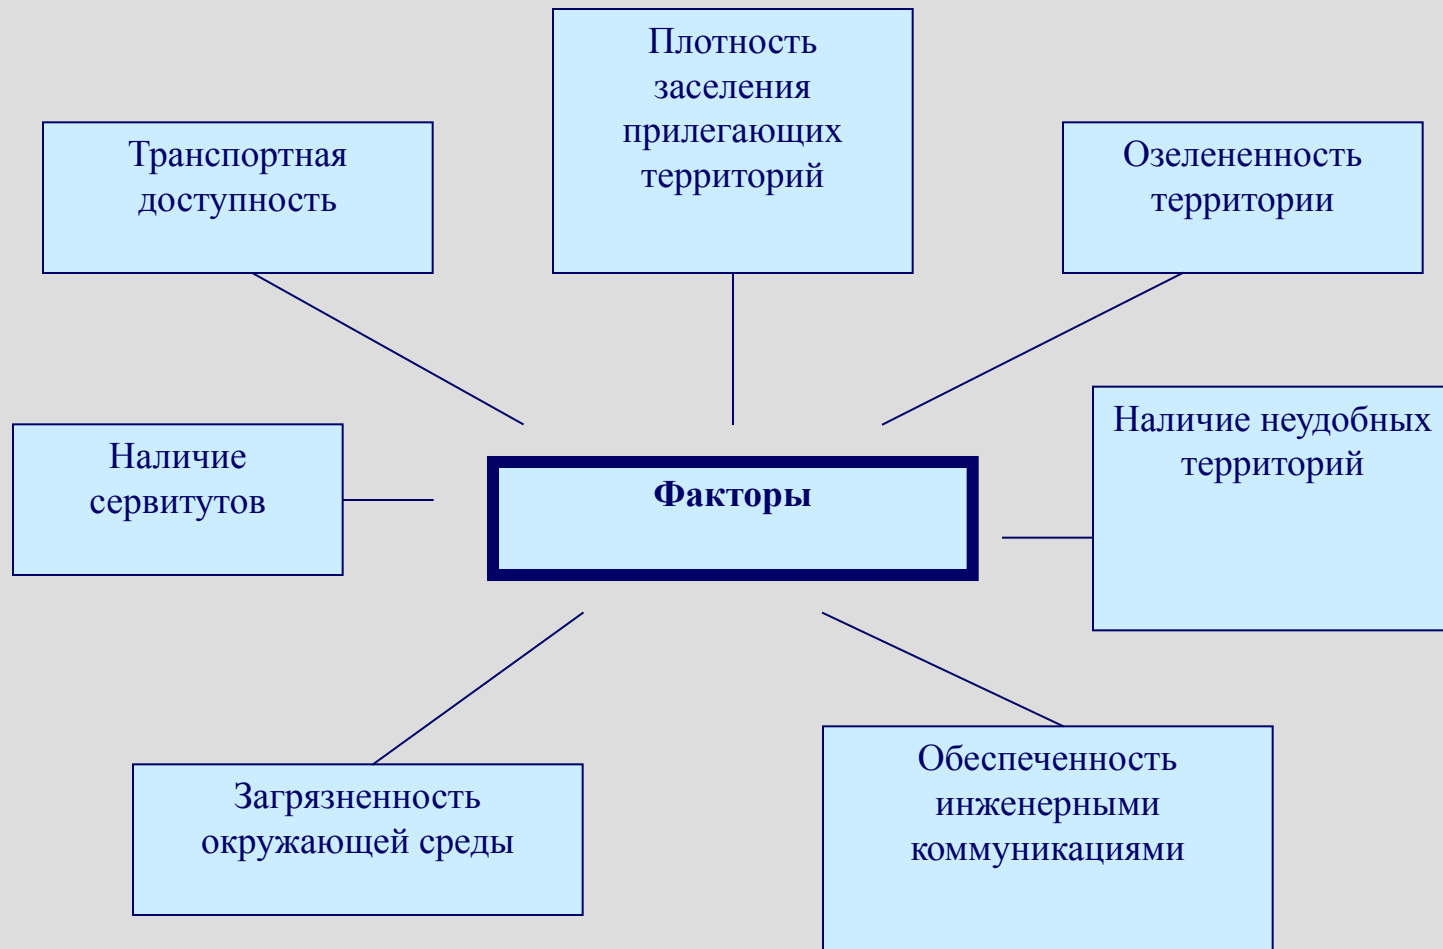 Плотность
заселения
прилегающих
территорий
Транспортная
доступность
Озелененность
территории
Наличие
сервитутов
Факторы
Наличие неудобных
территорий
Загрязненность
окружающей среды
Обеспеченность
инженерными
коммуникациями